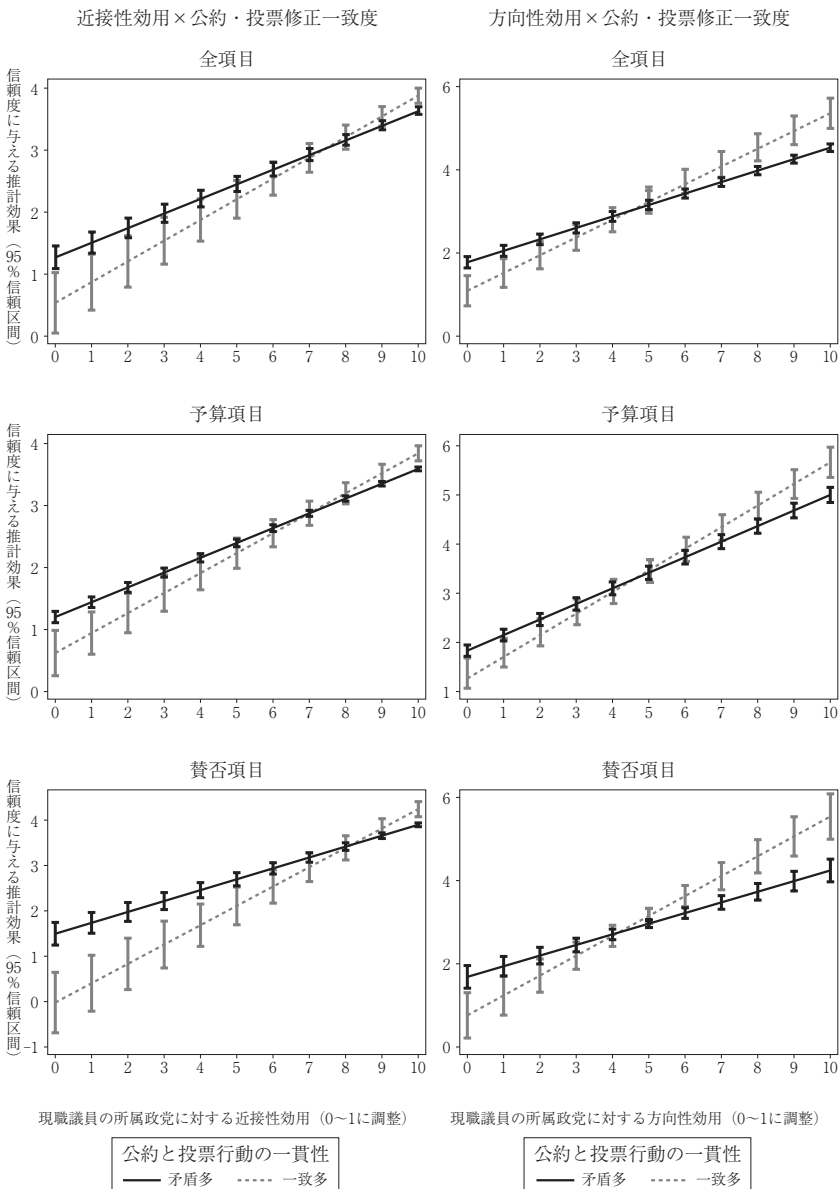 近接性効用×公約・投票修正一致度
方向性効用×公約・投票修正一致度
全項目
全項目
信頼度に与える推計効果（95％信頼区間）
4
3
2
1
0
0 1 2 3 4 5 6 7 8 9 10
6
4
2
0
0 1 2 3 4 5 6 7 8 9 10
予算項目
予算項目
信頼度に与える推計効果（95％信頼区間）
4
3
2
1
0
0 1 2 3 4 5 6 7 8 9 10
6
5
4
3
2
1
0 1 2 3 4 5 6 7 8 9 10
賛否項目
賛否項目
信頼度に与える推計効果（95％信頼区間）
4
3
2
1
0
−1
0 1 2 3 4 5 6 7 8 9 10
6
4
2
0
0 1 2 3 4 5 6 7 8 9 10
現職議員の所属政党に対する近接性効用（0〜1に調整）
現職議員の所属政党に対する方向性効用（0〜1に調整）
公約と投票行動の一貫性
矛盾多 一致多
公約と投票行動の一貫性
矛盾多 一致多